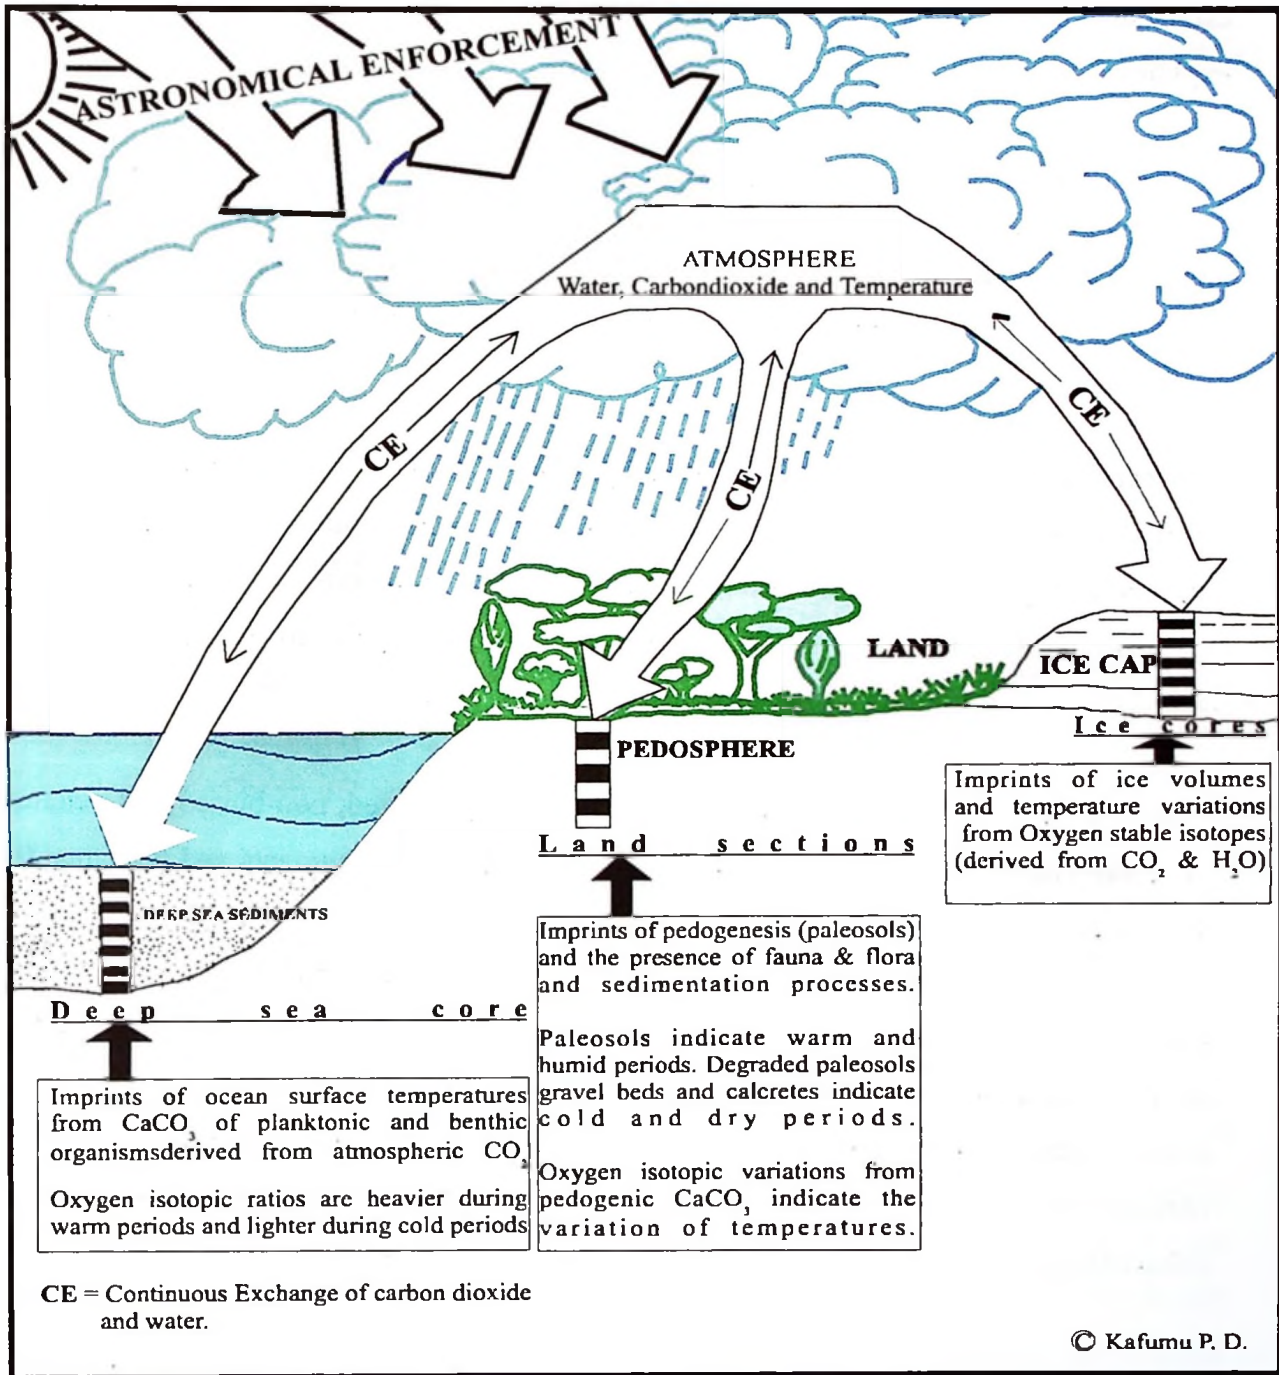 ASTRONOMICAL ENFORCEMENT
ATMOSPHERE
Water, Carbondioxide and Temperature
CE
CE
CE
LAND
ICE CAP
Ice cores
PEDOSPHERE
Imprints of ice volumes
and temperature variations
from Oxygen stable isotopes
(derived from CO₂ & H₂O)
Land sections
DEEP SEA SEDIMENTS
Imprints of pedogenesis (paleosols)
and the presence of fauna & flora
and sedimentation processes.
Paleosols indicate warm and
humid periods. Degraded paleosols
gravel beds and calcretes indicate
cold and dry periods.
Oxygen isotopic variations from
pedogenic CaCO₃ indicate the
variation of temperatures.
Deep sea core
Imprints of ocean surface temperatures
from CaCO₃ of planktonic and benthic
organismsderived from atmospheric CO₂
Oxygen isotopic ratios are heavier during
warm periods and lighter during cold periods
CE = Continuous Exchange of carbon dioxide
and water.
© Kafumu P. D.